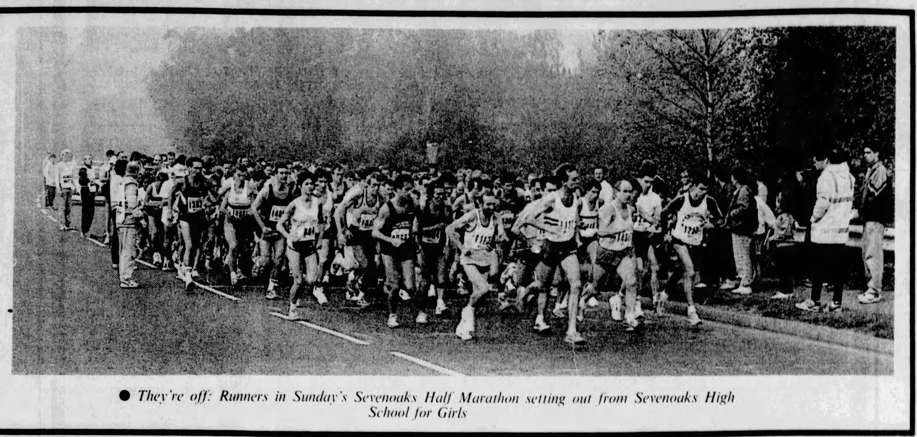 ● They're off: Runners in Sunday's Sevenoaks Half Marathon setting out from Sevenoaks High
School for Girls